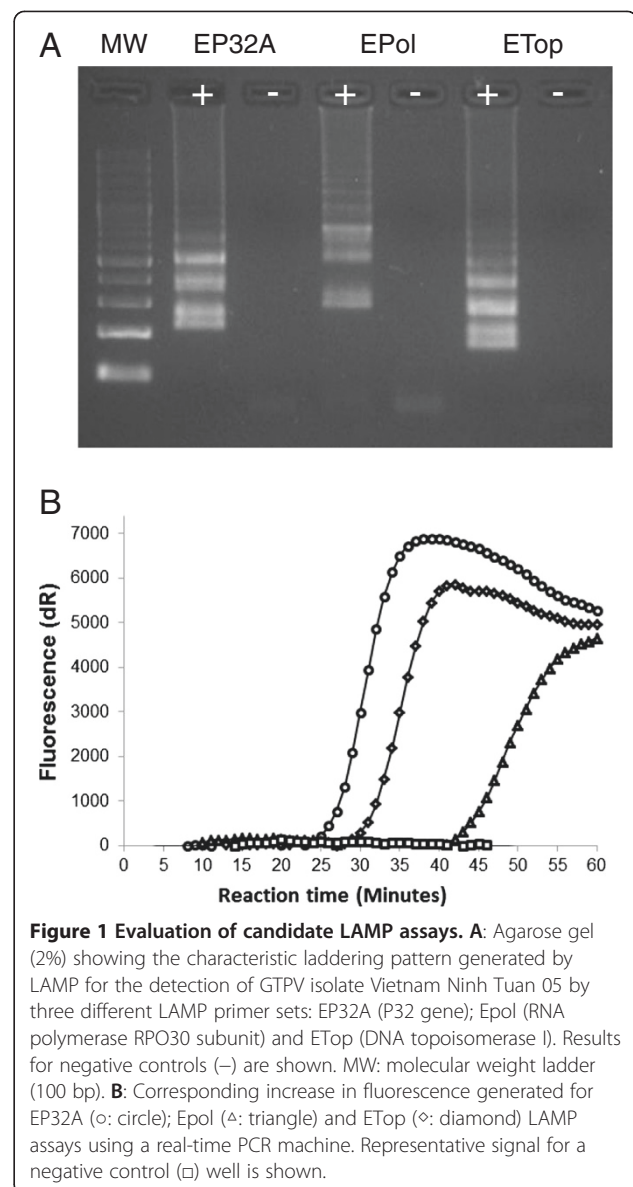 A
MW EP32A EPol ETop
+ - + - + -
B
7000
6000
5000
4000
3000
2000
1000
0
Fluorescence (dR)
0 5 10 15 20 25 30 35 40 45 50 55 60
Reaction time (Minutes)
Figure 1 Evaluation of candidate LAMP assays. A: Agarose gel
(2%) showing the characteristic laddering pattern generated by
LAMP for the detection of GTPV isolate Vietnam Ninh Tuan 05 by
three different LAMP primer sets: EP32A (P32 gene); Epol (RNA
polymerase RPO30 subunit) and ETop (DNA topoisomerase I). Results
for negative controls (−) are shown. MW: molecular weight ladder
(100 bp). B: Corresponding increase in fluorescence generated for
EP32A (○: circle); Epol (△: triangle) and ETop (◇: diamond) LAMP
assays using a real-time PCR machine. Representative signal for a
negative control (□) well is shown.